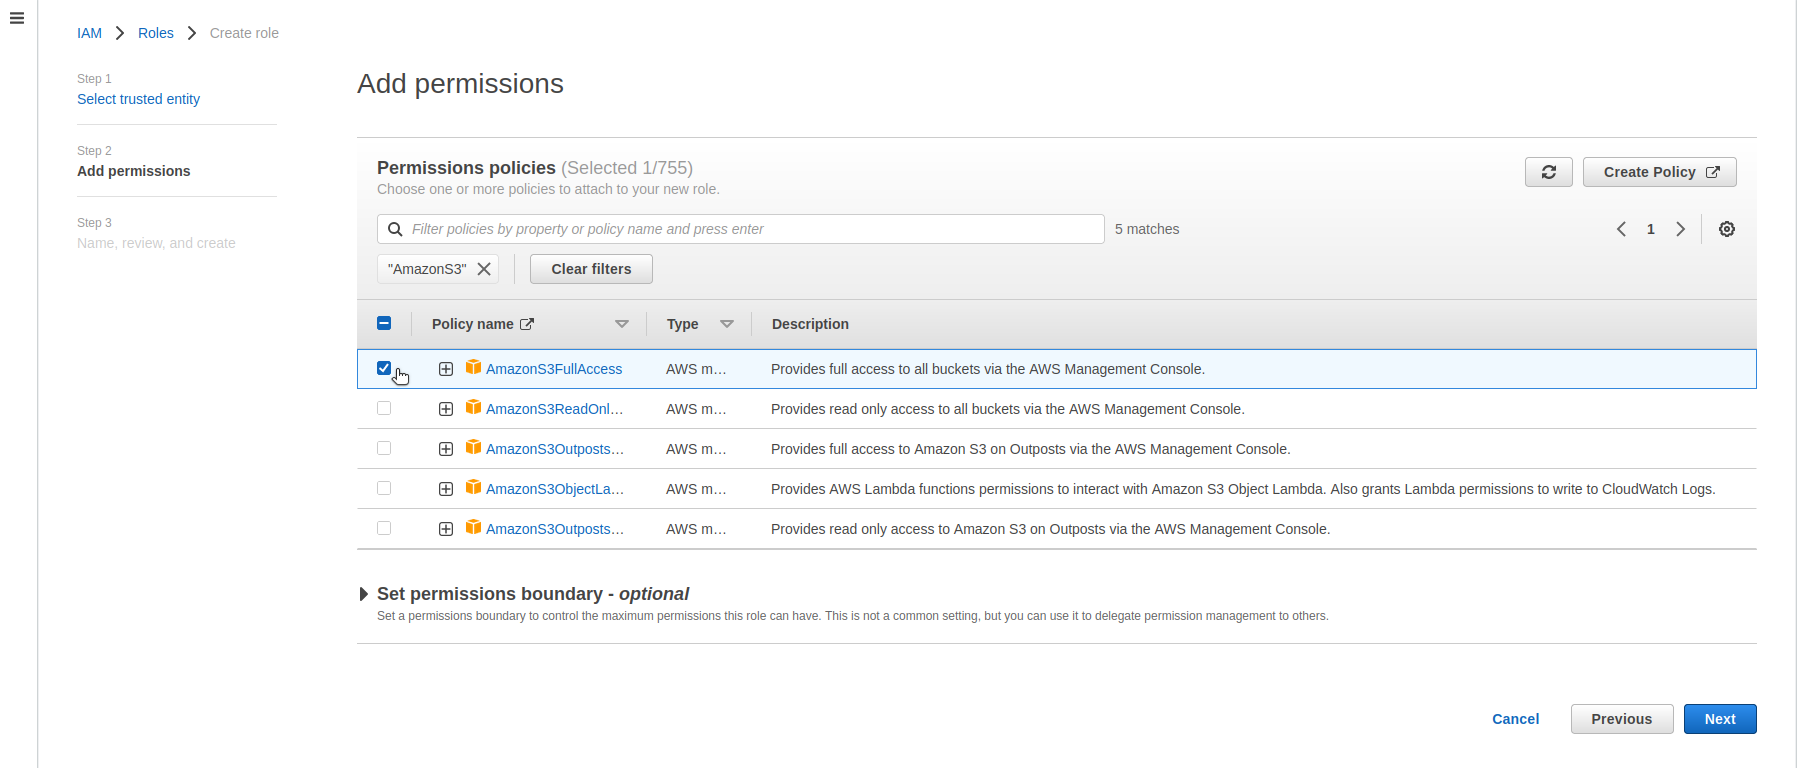 IAM > Roles > Create role
Step 1
Select trusted entity
Step 2
Add permissions
Step 3
Name, review, and create
Add permissions
Permissions policies (Selected 1/755)
Choose one or more policies to attach to your new role.
Create Policy
Filter policies by property or policy name and press enter
5 matches
1
"AmazonS3"
Clear filters
Policy name Type Description
AmazonS3FullAccess AWS m… Provides full access to all buckets via the AWS Management Console.
AmazonS3ReadOnl… AWS m… Provides read only access to all buckets via the AWS Management Console.
AmazonS3Outposts… AWS m… Provides full access to Amazon S3 on Outposts via the AWS Management Console.
AmazonS3ObjectLa… AWS m… Provides AWS Lambda functions permissions to interact with Amazon S3 Object Lambda. Also grants Lambda permissions to write to CloudWatch Logs.
AmazonS3Outposts… AWS m… Provides read only access to Amazon S3 on Outposts via the AWS Management Console.
Set permissions boundary - optional
Set a permissions boundary to control the maximum permissions this role can have. This is not a common setting, but you can use it to delegate permission management to others.
Cancel Previous Next